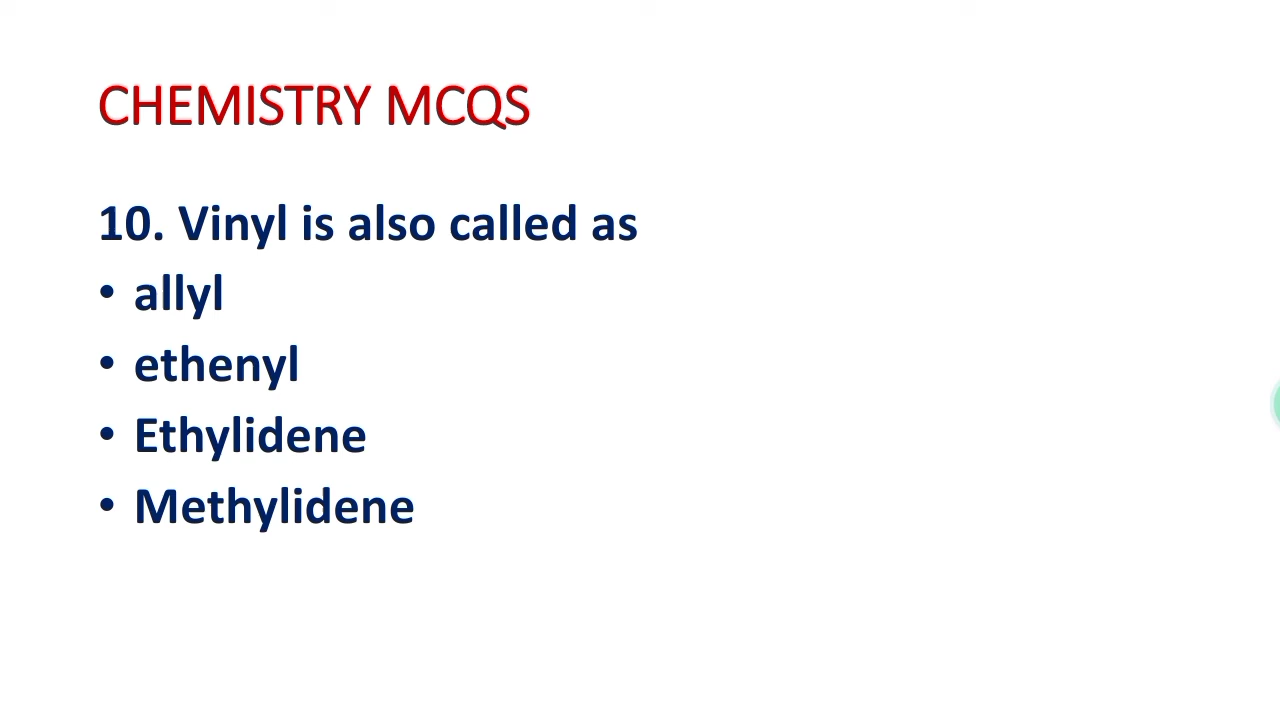 CHEMISTRY MCQS
10. Vinyl is also called as
• allyl
• ethenyl
• Ethylidene
• Methylidene